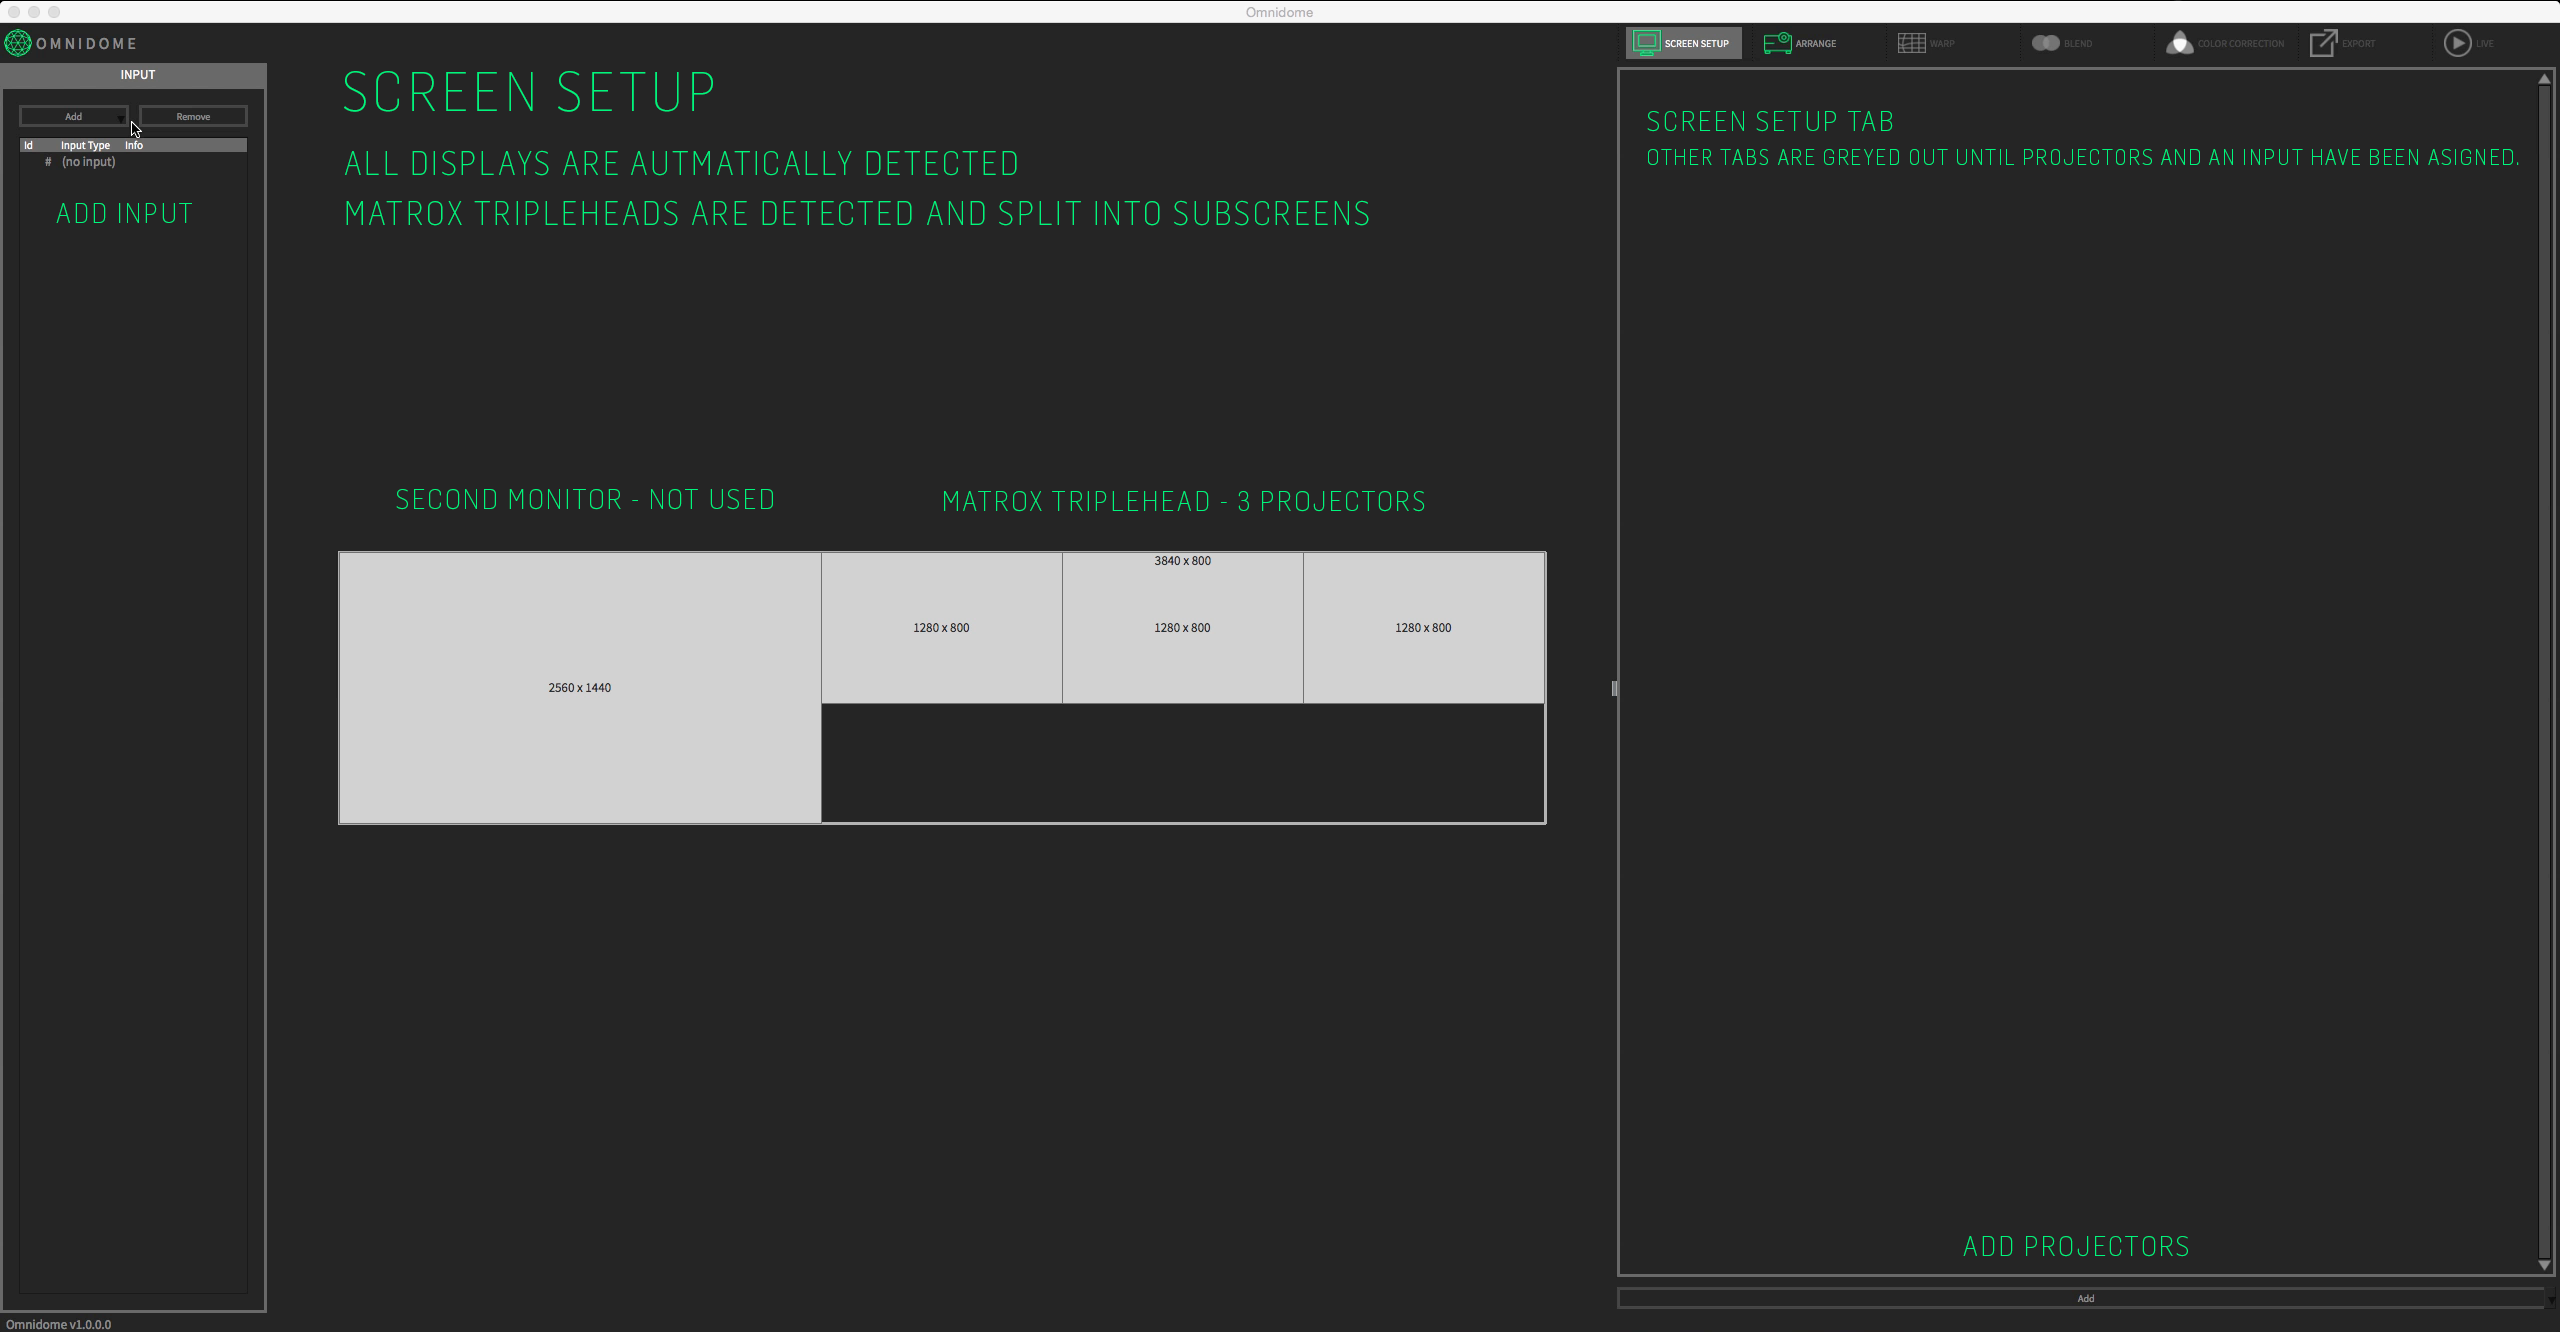 Omnidome
OMNIDOME
SCREEN SETUP
ARRANGE
WARP
BLEND
COLOR CORRECTION
EXPORT
LIVE
INPUT
Add
Remove
Id Input Type Info
# (no input)
ADD INPUT
SCREEN SETUP
ALL DISPLAYS ARE AUTMATICALLY DETECTED
MATROX TRIPLEHEADS ARE DETECTED AND SPLIT INTO SUBSCREENS
SECOND MONITOR - NOT USED
MATROX TRIPLEHEAD - 3 PROJECTORS
3840 x 800
1280 x 800
1280 x 800
1280 x 800
2560 x 1440
SCREEN SETUP TAB
OTHER TABS ARE GREYED OUT UNTIL PROJECTORS AND AN INPUT HAVE BEEN ASIGNED.
ADD PROJECTORS
Add
Omnidome v1.0.0.0